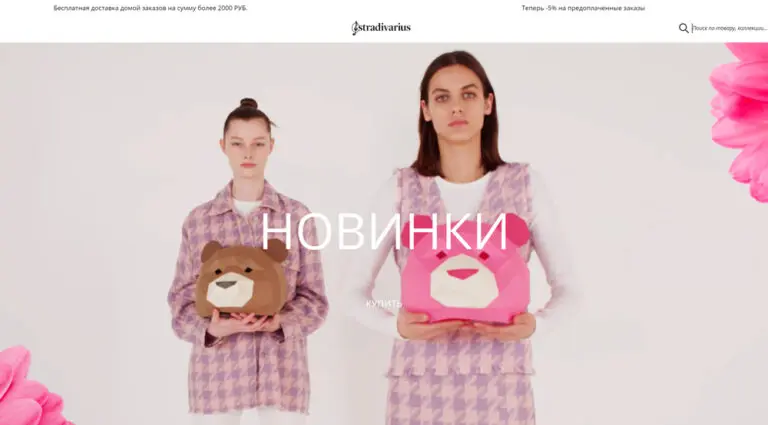 Бесплатная доставка домой заказов на сумму более 2000 РУБ.
Теперь -5% на предоплаченные заказы
stradivarius
Поиск по товару, коллекции...
НОВИНКИ
КУПИТЬ